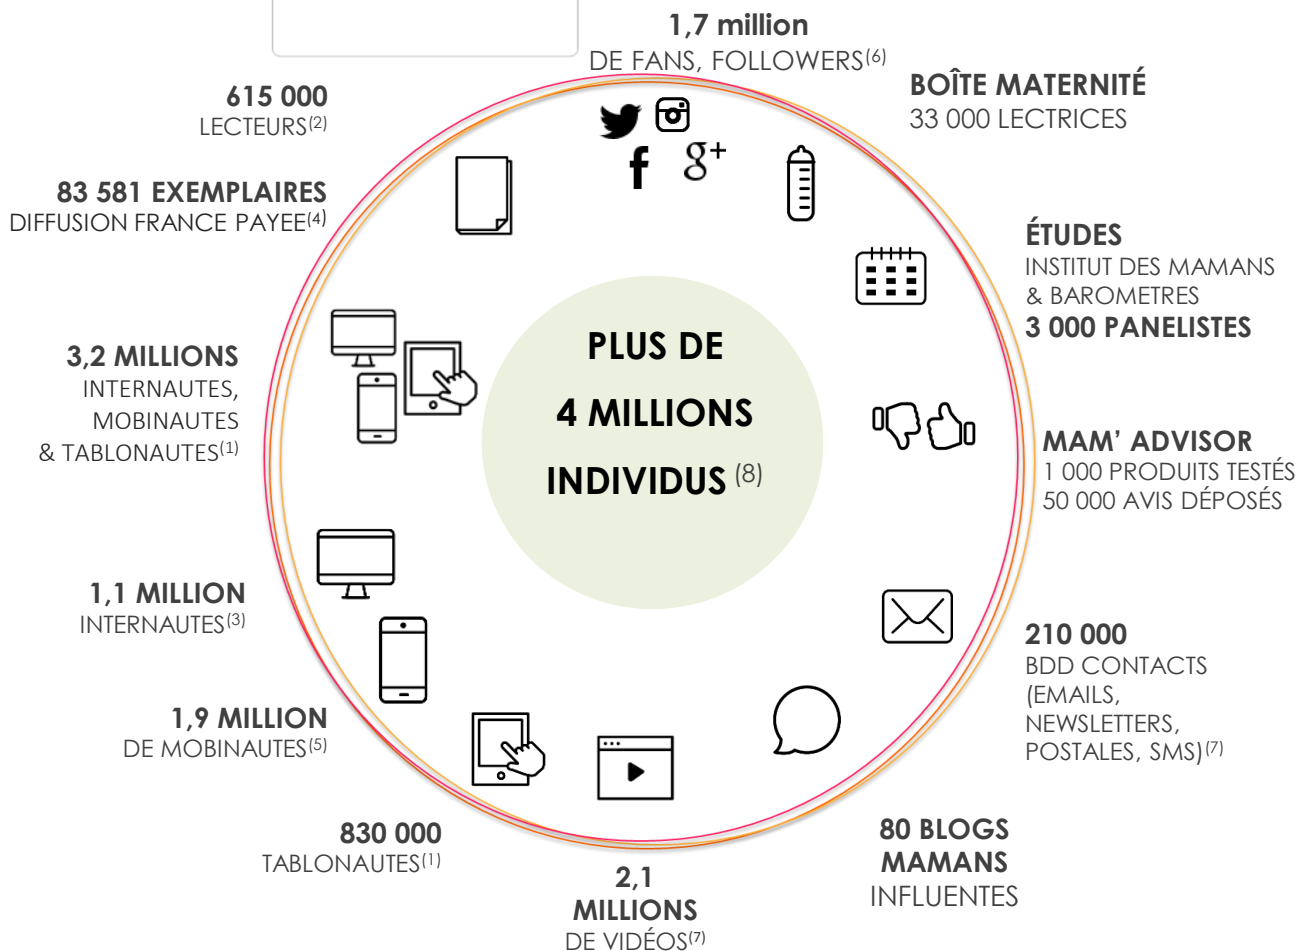 1,7 million
DE FANS, FOLLOWERS(6)
BOÎTE MATERNITÉ
33 000 LECTRICES
ÉTUDES
INSTITUT DES MAMANS
& BAROMETRES
3 000 PANELISTES
MAM' ADVISOR
1 000 PRODUITS TESTÉS
50 000 AVIS DÉPOSÉS
210 000
BDD CONTACTS
(EMAILS,
NEWSLETTERS,
POSTALES, SMS)(7)
80 BLOGS
MAMANS
INFLUENTES
2,1
MILLIONS
DE VIDÉOS(7)
830 000
TABLONAUTES(1)
1,9 MILLION
DE MOBINAUTES(5)
1,1 MILLION
INTERNAUTES(3)
3,2 MILLIONS
INTERNAUTES,
MOBINAUTES
& TABLONAUTES(1)
83 581 EXEMPLAIRES
DIFFUSION FRANCE PAYEE(4)
615 000
LECTEURS(2)
f g+
PLUS DE
4 MILLIONS
INDIVIDUS (8)